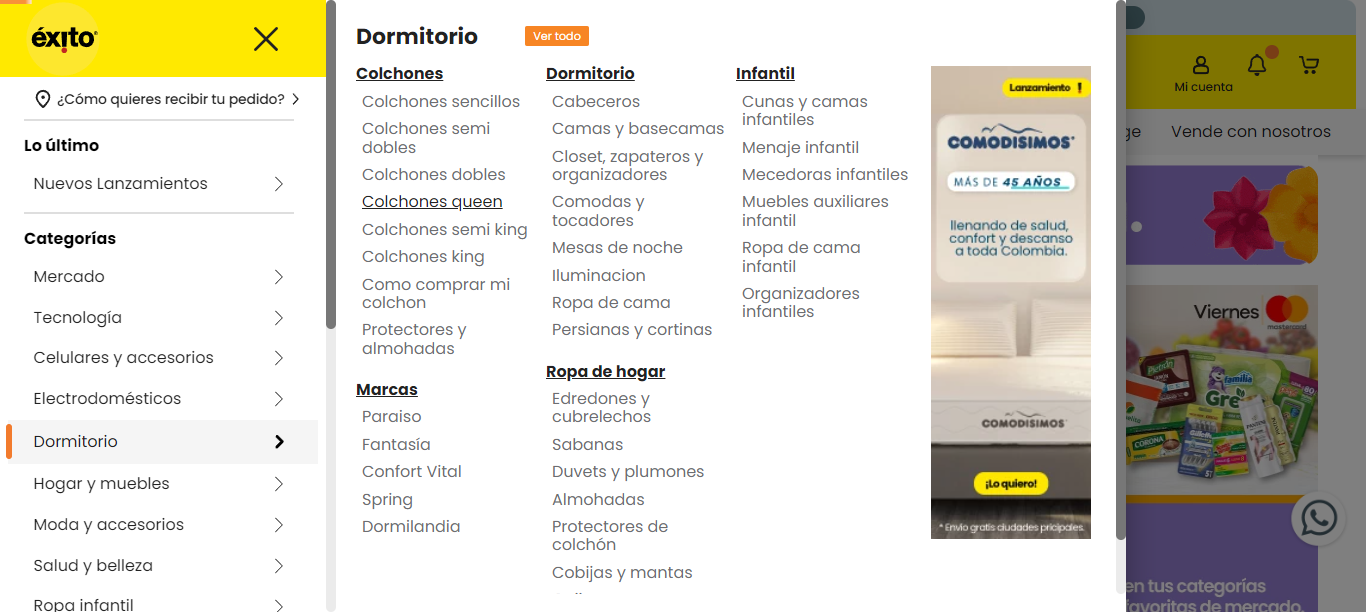 éxito
¿Cómo quieres recibir tu pedido?
Lo último
Nuevos Lanzamientos
Categorías
Mercado
Tecnología
Celulares y accesorios
Electrodomésticos
Dormitorio
Hogar y muebles
Moda y accesorios
Salud y belleza
Ropa infantil
Dormitorio
Ver todo
Colchones
Colchones sencillos
Colchones semi
dobles
Colchones dobles
Colchones queen
Colchones semi king
Colchones king
Como comprar mi
colchon
Protectores y
almohadas
Marcas
Paraiso
Fantasía
Confort Vital
Spring
Dormilandia
Dormitorio
Cabeceros
Camas y basecamas
Closet, zapateros y
organizadores
Comodas y
tocadores
Mesas de noche
Iluminacion
Ropa de cama
Persianas y cortinas
Ropa de hogar
Edredones y
cubrelechos
Sabanas
Duvets y plumones
Almohadas
Protectores de
colchón
Cobijas y mantas
Infantil
Cunas y camas
infantiles
Menaje infantil
Mecedoras infantiles
Muebles auxiliares
infantil
Ropa de cama
infantil
Organizadores
infantiles
Lanzamiento !
COMODISIMOS
MÁS DE 45 AÑOS
llenando de salud,
confort y descanso
a toda Colombia.
COMODISIMOS
¡Lo quiero!
* Envio gratis ciudades pricipales.
Mi cuenta
ge
Vende con nosotros
Viernes
mastercard
Pietrán
familia
CORONA
PANTENE
80
en tus categorías
favoritas de mercado.